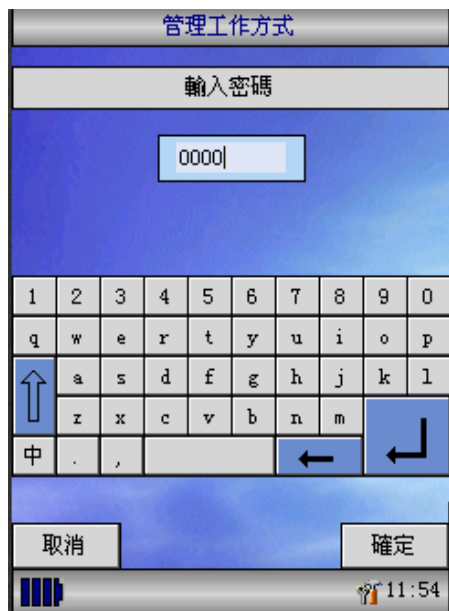 管理工作方式
輸入密碼
0000
1 2 3 4 5 6 7 8 9 0
q w e r t y u i o p
a s d f g h j k l
z x c v b n m
中 . ,
取消 確定
11:54